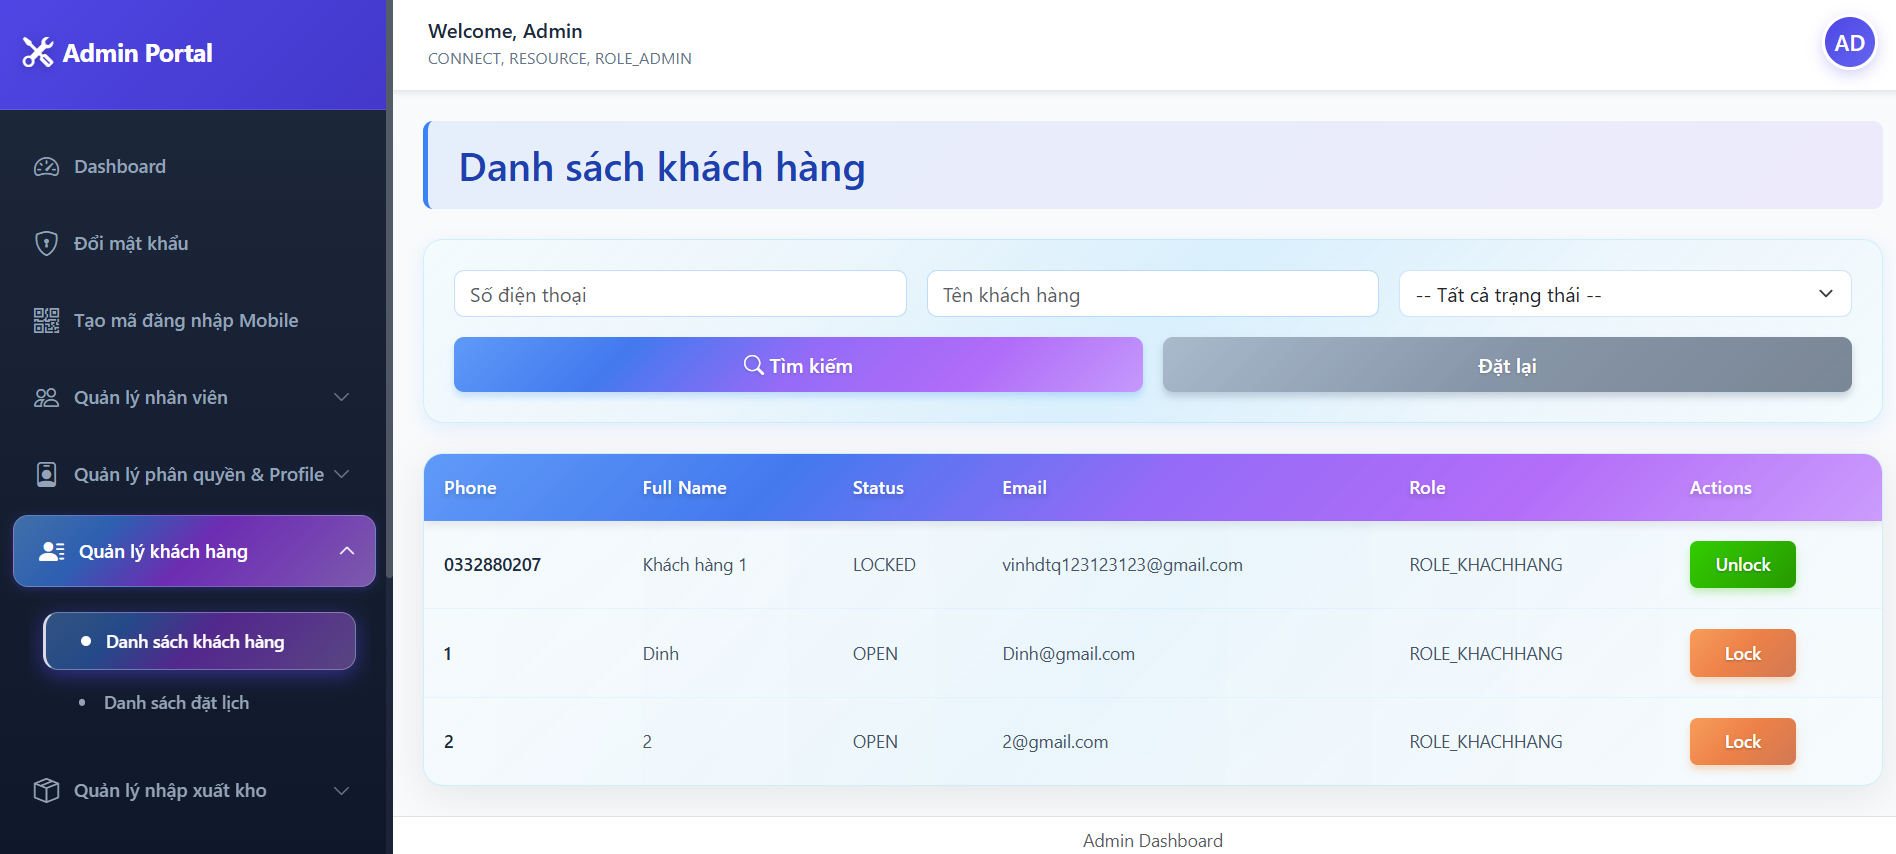 Admin Portal
Dashboard
Đổi mật khẩu
Tạo mã đăng nhập Mobile
Quản lý nhân viên
Quản lý phân quyền & Profile
Quản lý khách hàng
Danh sách khách hàng
Danh sách đặt lịch
Quản lý nhập xuất kho
Welcome, Admin
CONNECT, RESOURCE, ROLE_ADMIN
AD
Danh sách khách hàng
Số điện thoại Tên khách hàng -- Tất cả trạng thái --
Tìm kiếm Đặt lại
Phone Full Name Status Email Role Actions
0332880207 Khách hàng 1 LOCKED vinhdtq123123123@gmail.com ROLE_KHACHHANG Unlock
1 Dinh OPEN Dinh@gmail.com ROLE_KHACHHANG Lock
2 2 OPEN 2@gmail.com ROLE_KHACHHANG Lock
Admin Dashboard